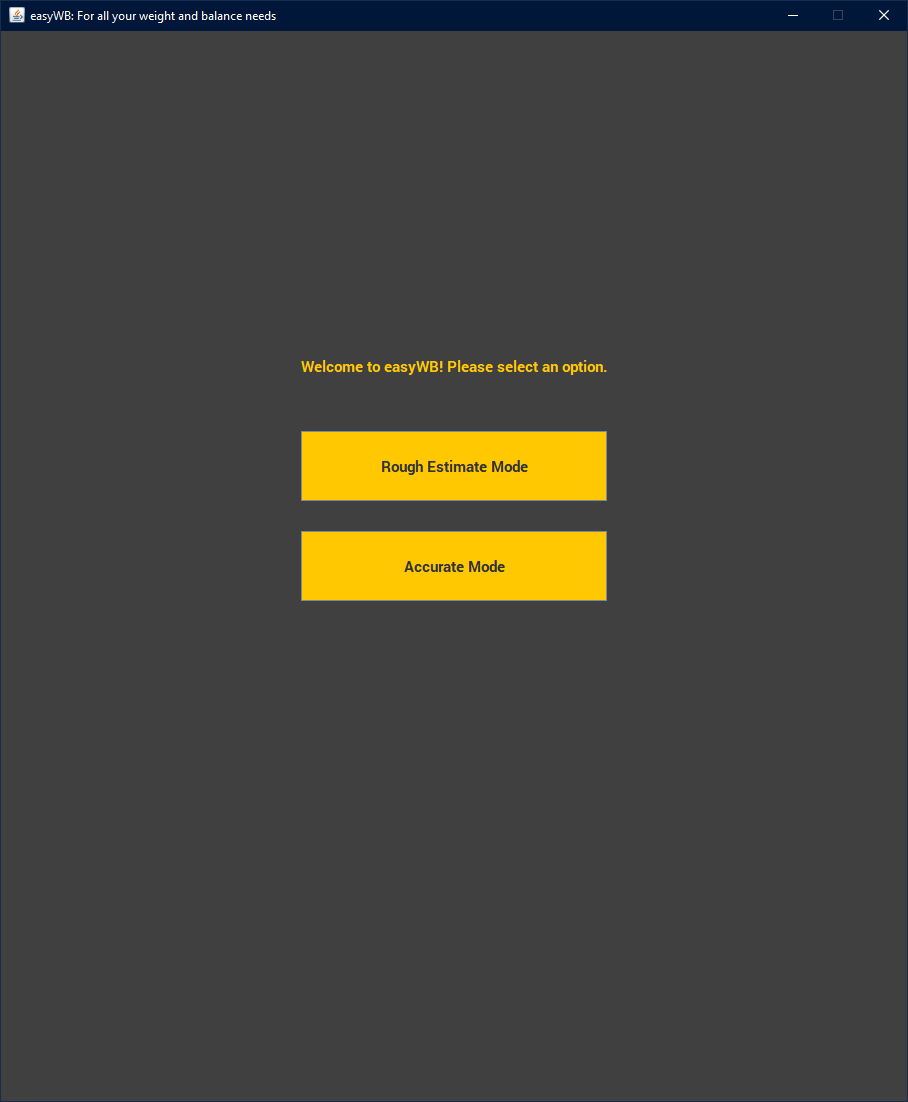 easyWB: For all your weight and balance needs
Welcome to easyWB! Please select an option.
Rough Estimate Mode
Accurate Mode